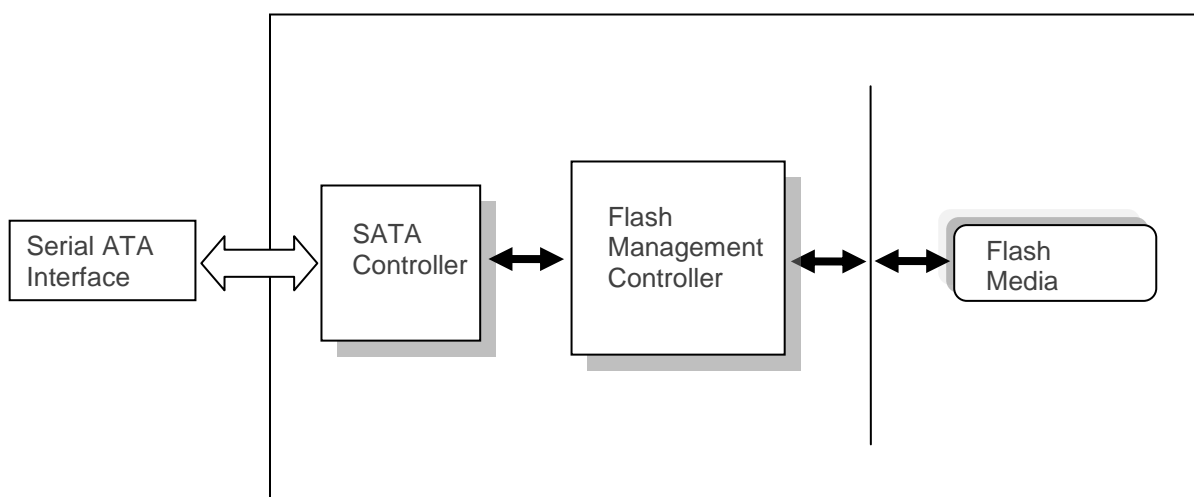 Serial ATA
Interface
SATA
Controller
Flash
Management
Controller
Flash
Media